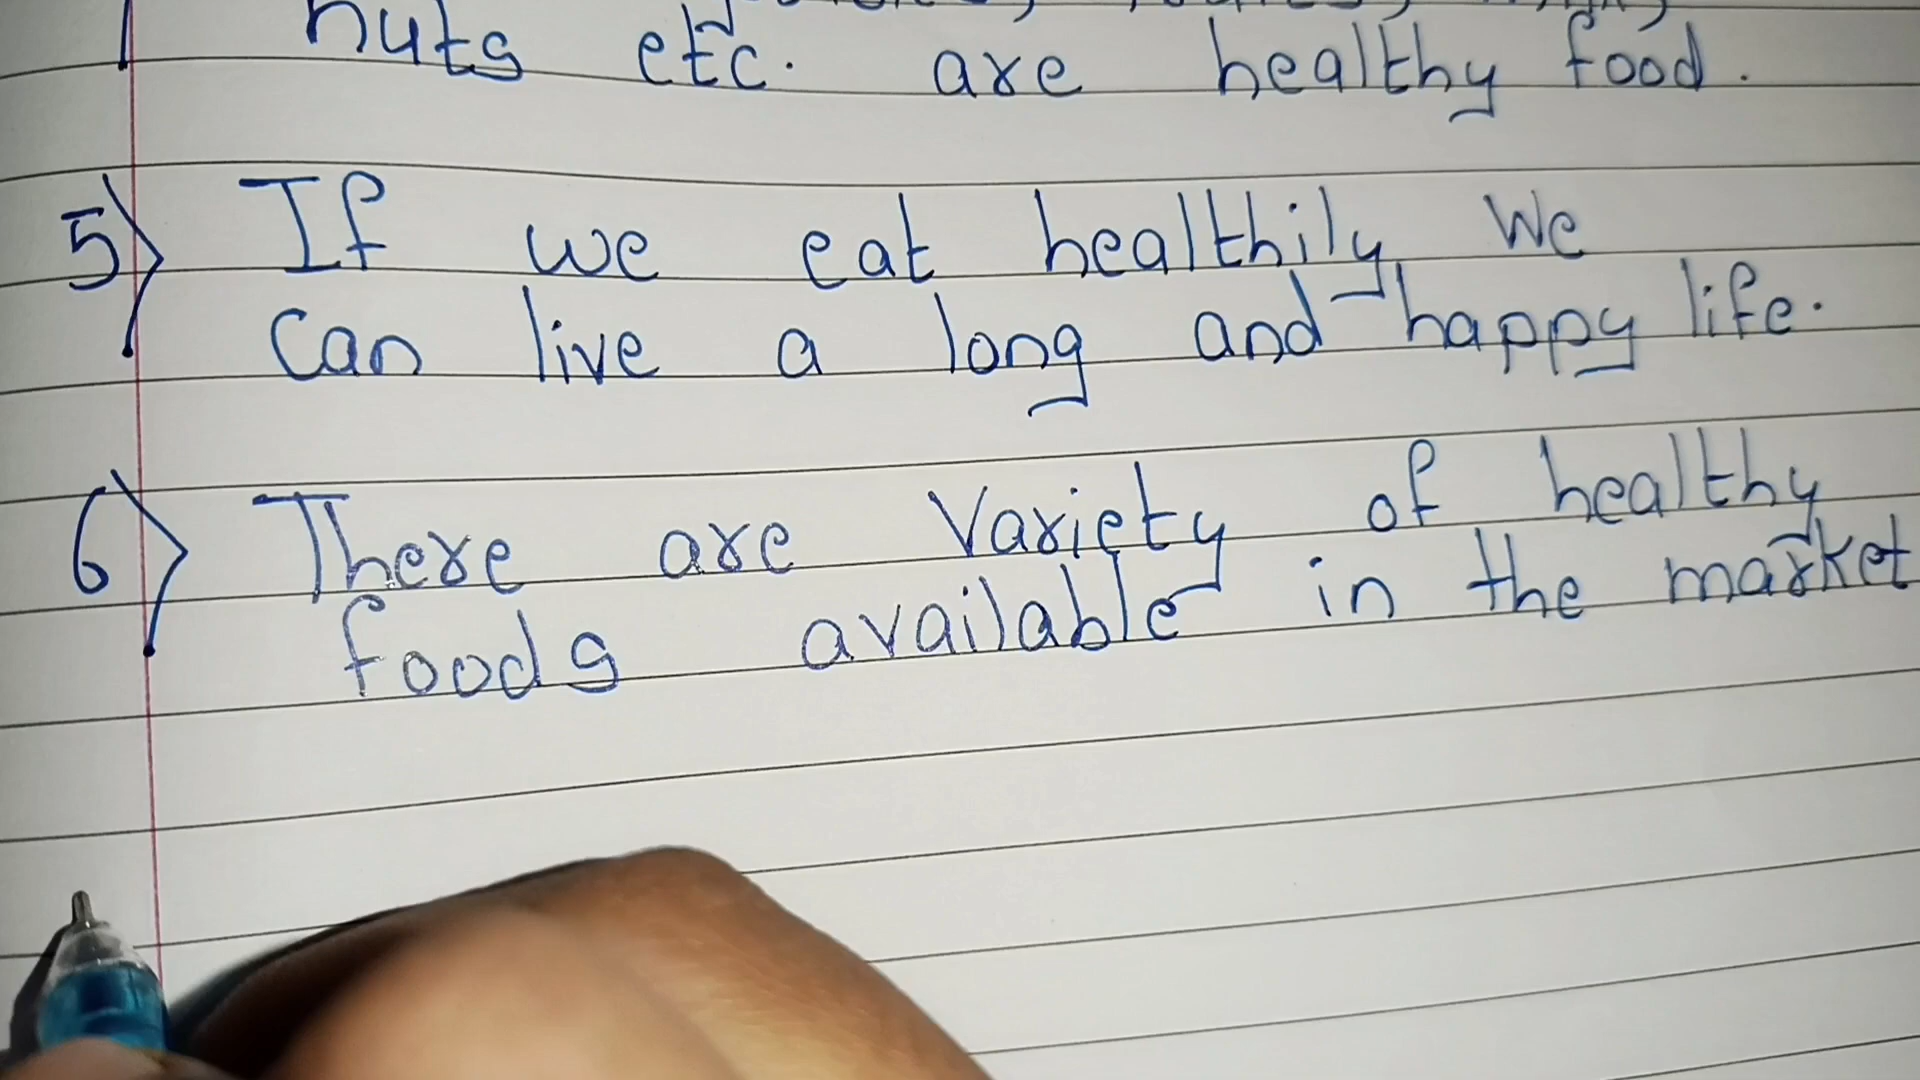 nuts etc. are healthy food.
5) If we eat healthily, We
Can live a long and happy life.
6) There are Variety of healthy
foods available in the market